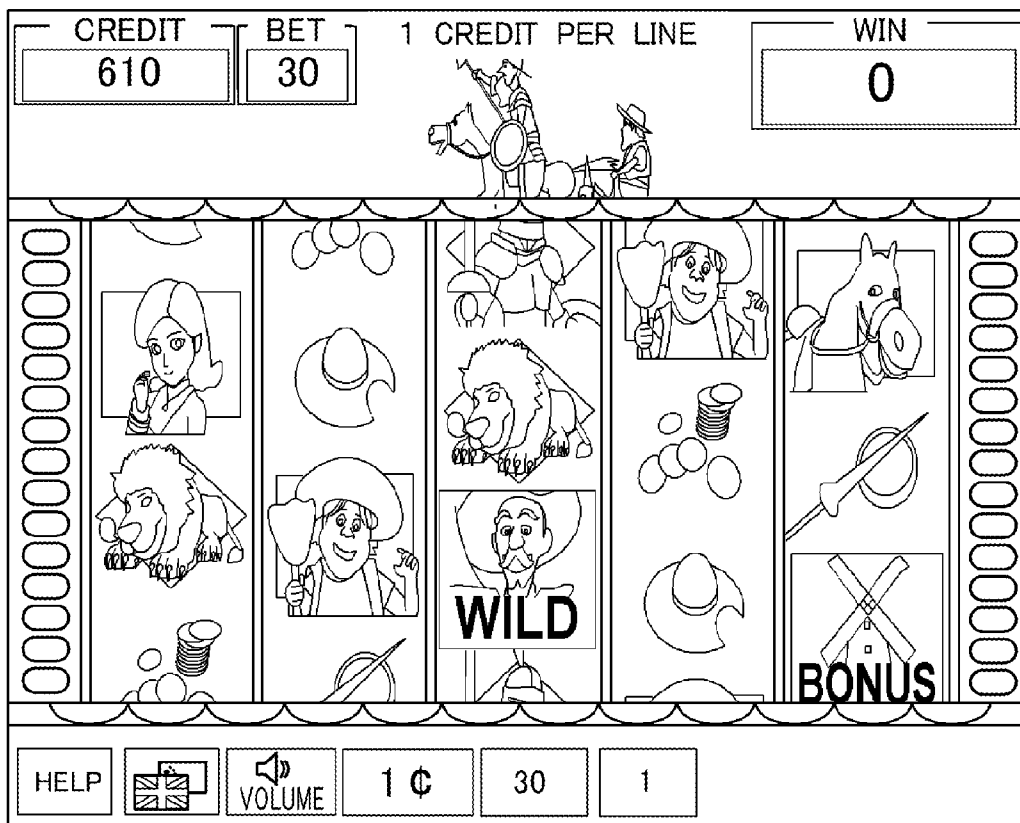 CREDIT
BET
1 CREDIT PER LINE
WIN
610
30
0
WILD
BONUS
HELP
VOLUME
1 ¢
30
1